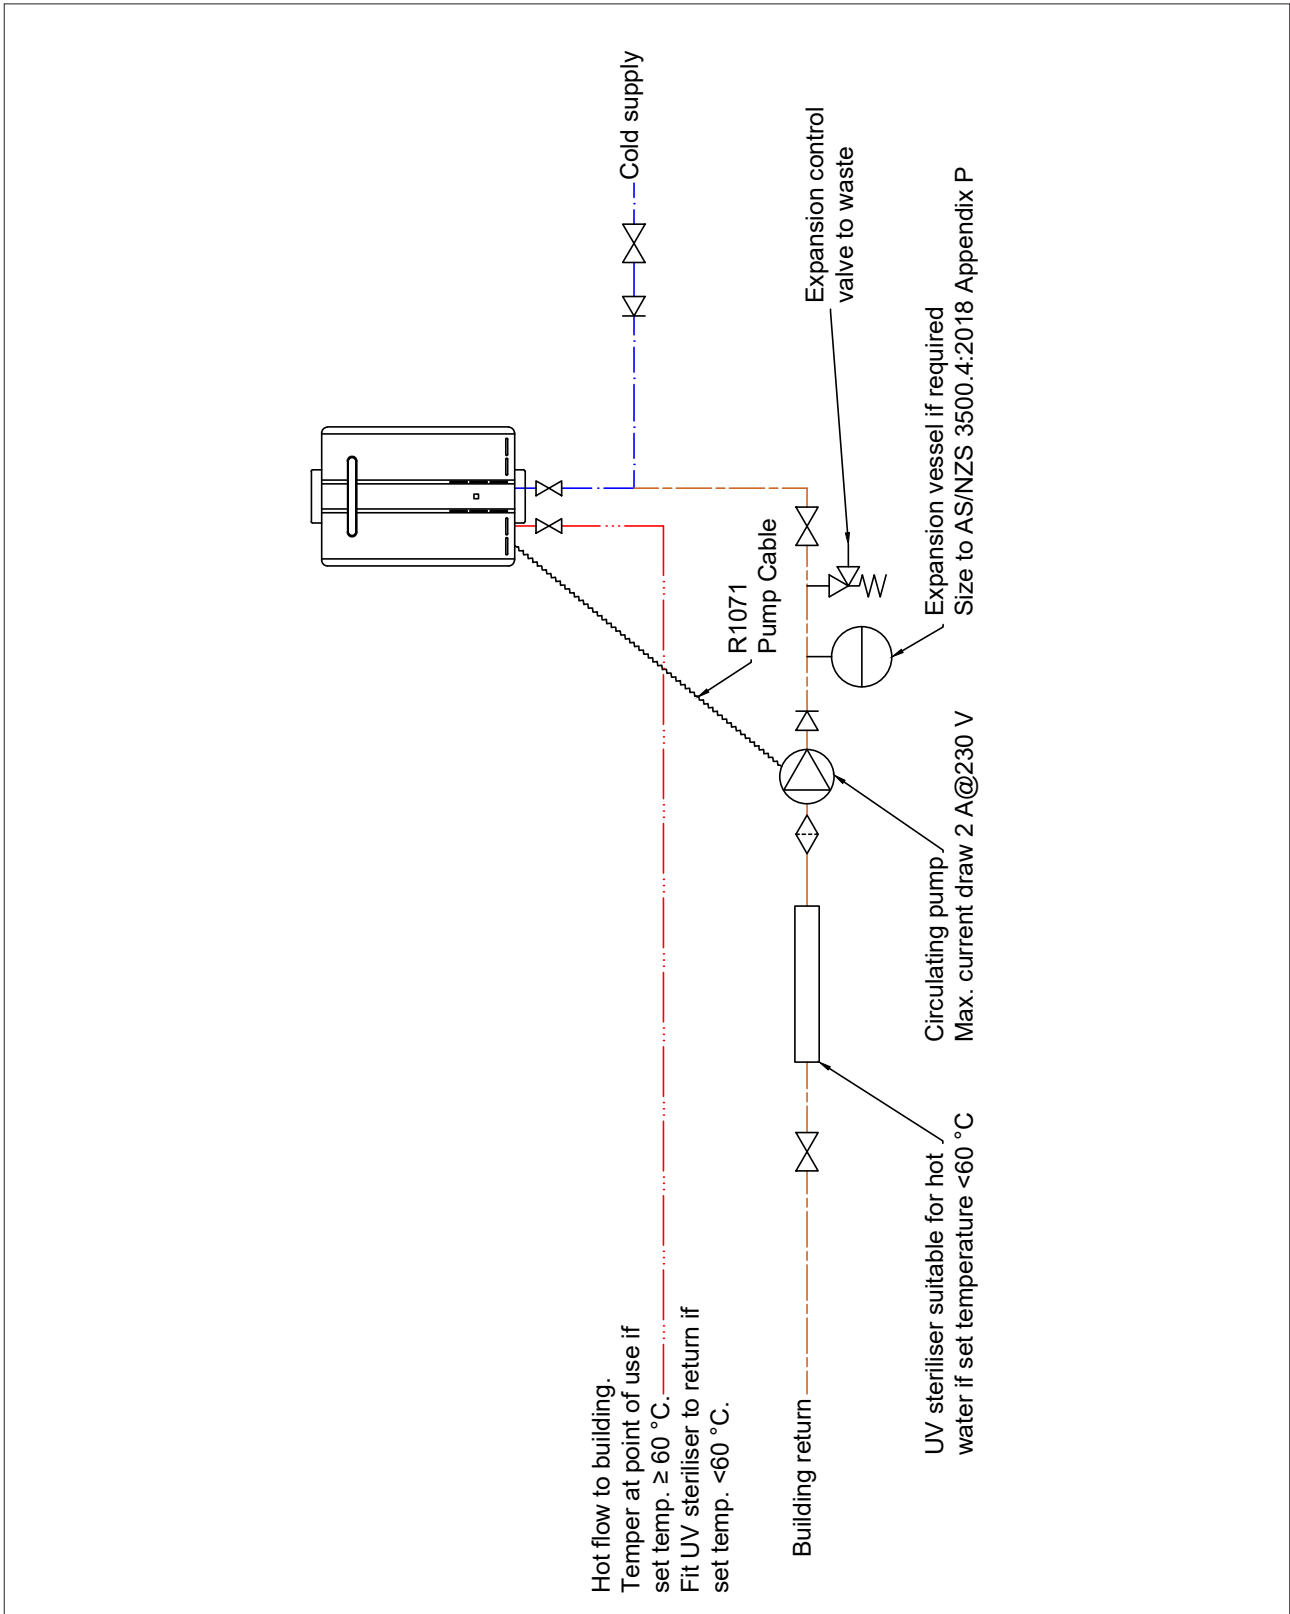 Hot flow to building.
Temper at point of use if
set temp. ≥ 60 °C.
Fit UV steriliser to return if
set temp. <60 °C.
Building return
UV steriliser suitable for hot
water if set temperature <60 °C
Circulating pump
Max. current draw 2 A@230 V
R1071
Pump Cable
Expansion vessel if required
Size to AS/NZS 3500.4:2018 Appendix P
Expansion control
valve to waste
Cold supply